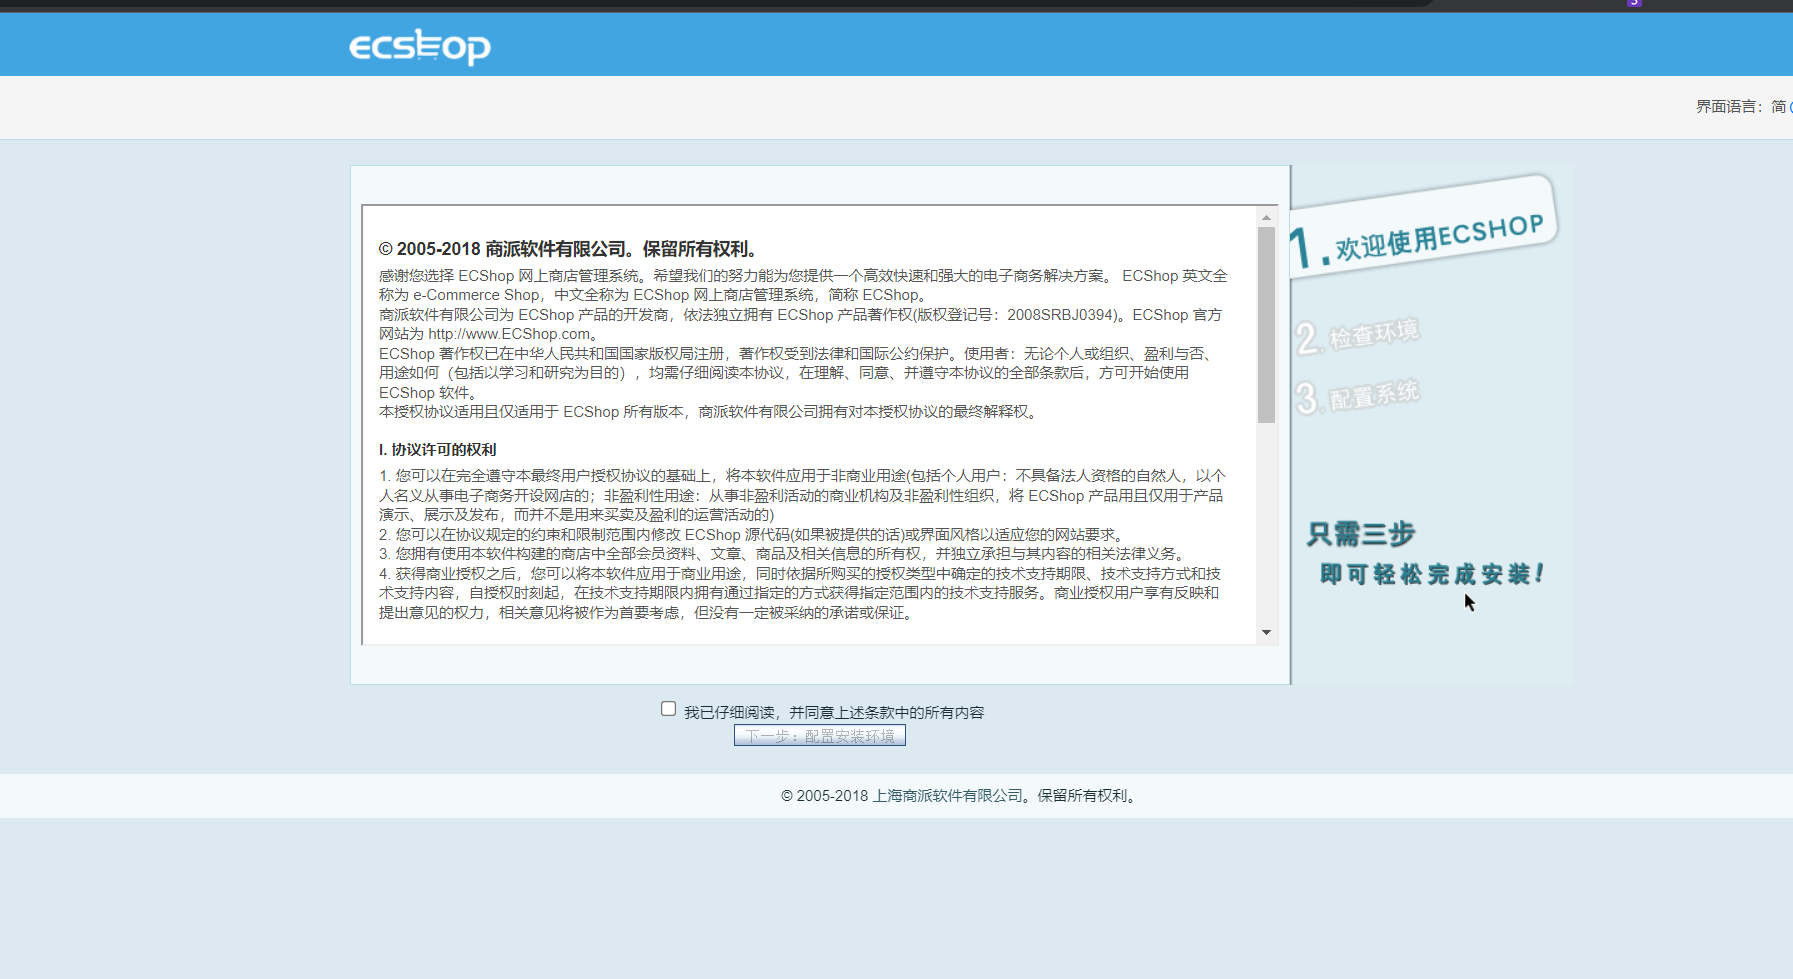 ecshop
界面语言：简
© 2005-2018 商派软件有限公司。保留所有权利。
感谢您选择 ECShop 网上商店管理系统。希望我们的努力能为您提供一个高效快速和强大的电子商务解决方案。 ECShop 英文全
称为 e-Commerce Shop，中文全称为 ECShop 网上商店管理系统，简称 ECShop。
商派软件有限公司为 ECShop 产品的开发商，依法独立拥有 ECShop 产品著作权(版权登记号：2008SRBJ0394)。ECShop 官方
网站为 http://www.ECShop.com。
ECShop 著作权已在中华人民共和国国家版权局注册，著作权受到法律和国际公约保护。使用者：无论个人或组织、盈利与否、
用途如何（包括以学习和研究为目的），均需仔细阅读本协议，在理解、同意、并遵守本协议的全部条款后，方可开始使用
ECShop 软件。
本授权协议适用且仅适用于 ECShop 所有版本，商派软件有限公司拥有对本授权协议的最终解释权。
I. 协议许可的权利
1. 您可以在完全遵守本最终用户授权协议的基础上，将本软件应用于非商业用途(包括个人用户：不具备法人资格的自然人，以个
人名义从事电子商务开设网店的；非盈利性用途：从事非盈利活动的商业机构及非盈利性组织，将 ECShop 产品用且仅用于产品
演示、展示及发布，而并不是用来买卖及盈利的运营活动的)
2. 您可以在协议规定的约束和限制范围内修改 ECShop 源代码(如果被提供的话)或界面风格以适应您的网站要求。
3. 您拥有使用本软件构建的商店中全部会员资料、文章、商品及相关信息的所有权，并独立承担与其内容的相关法律义务。
4. 获得商业授权之后，您可以将本软件应用于商业用途，同时依据所购买的授权类型中确定的技术支持期限、技术支持方式和技
术支持内容，自授权时刻起，在技术支持期限内拥有通过指定的方式获得指定范围内的技术支持服务。商业授权用户享有反映和
提出意见的权力，相关意见将被作为首要考虑，但没有一定被采纳的承诺或保证。
1.欢迎使用ECSHOP
2.检查环境
3.配置系统
只需三步
即可轻松完成安装！
我已仔细阅读，并同意上述条款中的所有内容
下一步：配置安装环境
© 2005-2018 上海商派软件有限公司。保留所有权利。